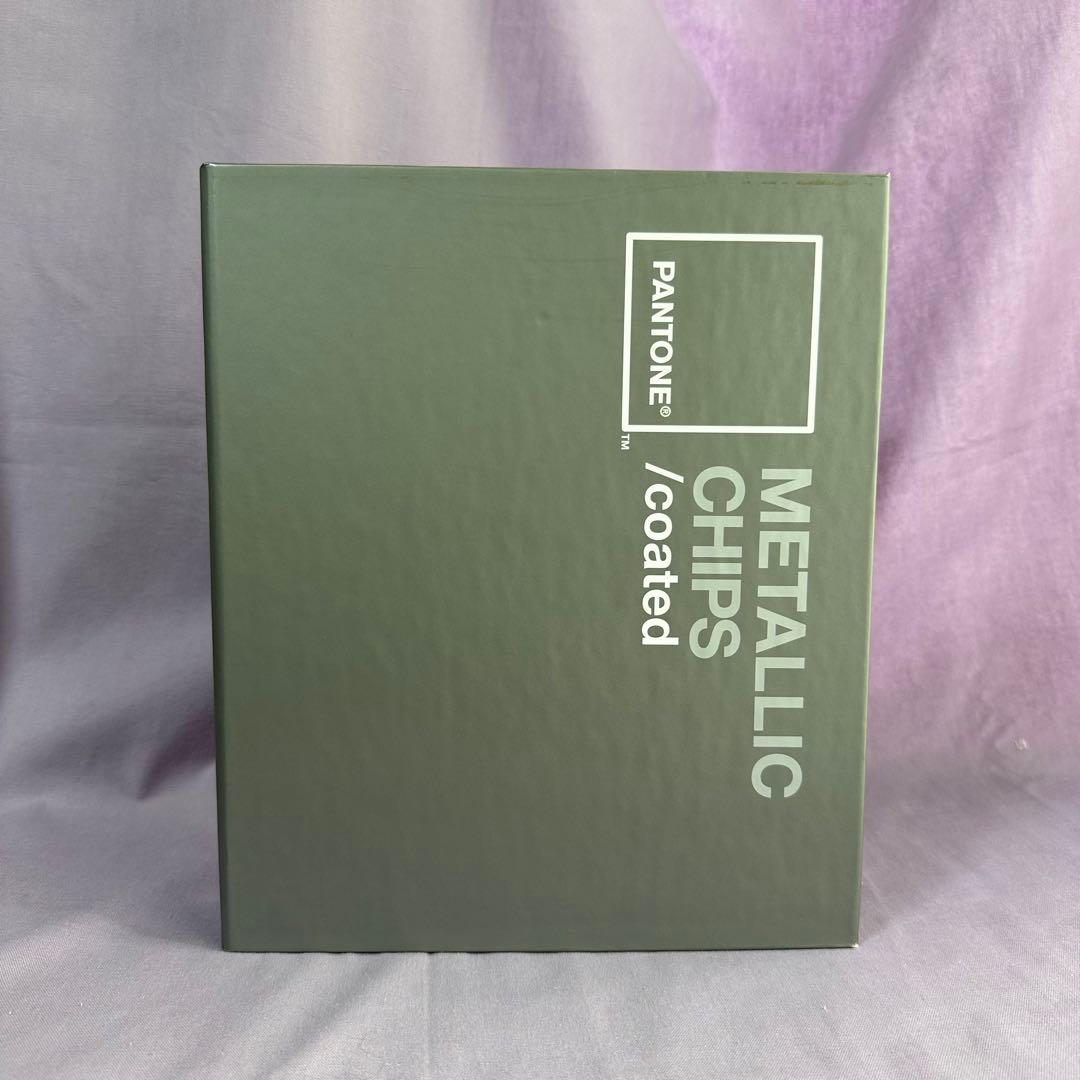 PANTONE®
™
METALLIC
CHIPS
/coated